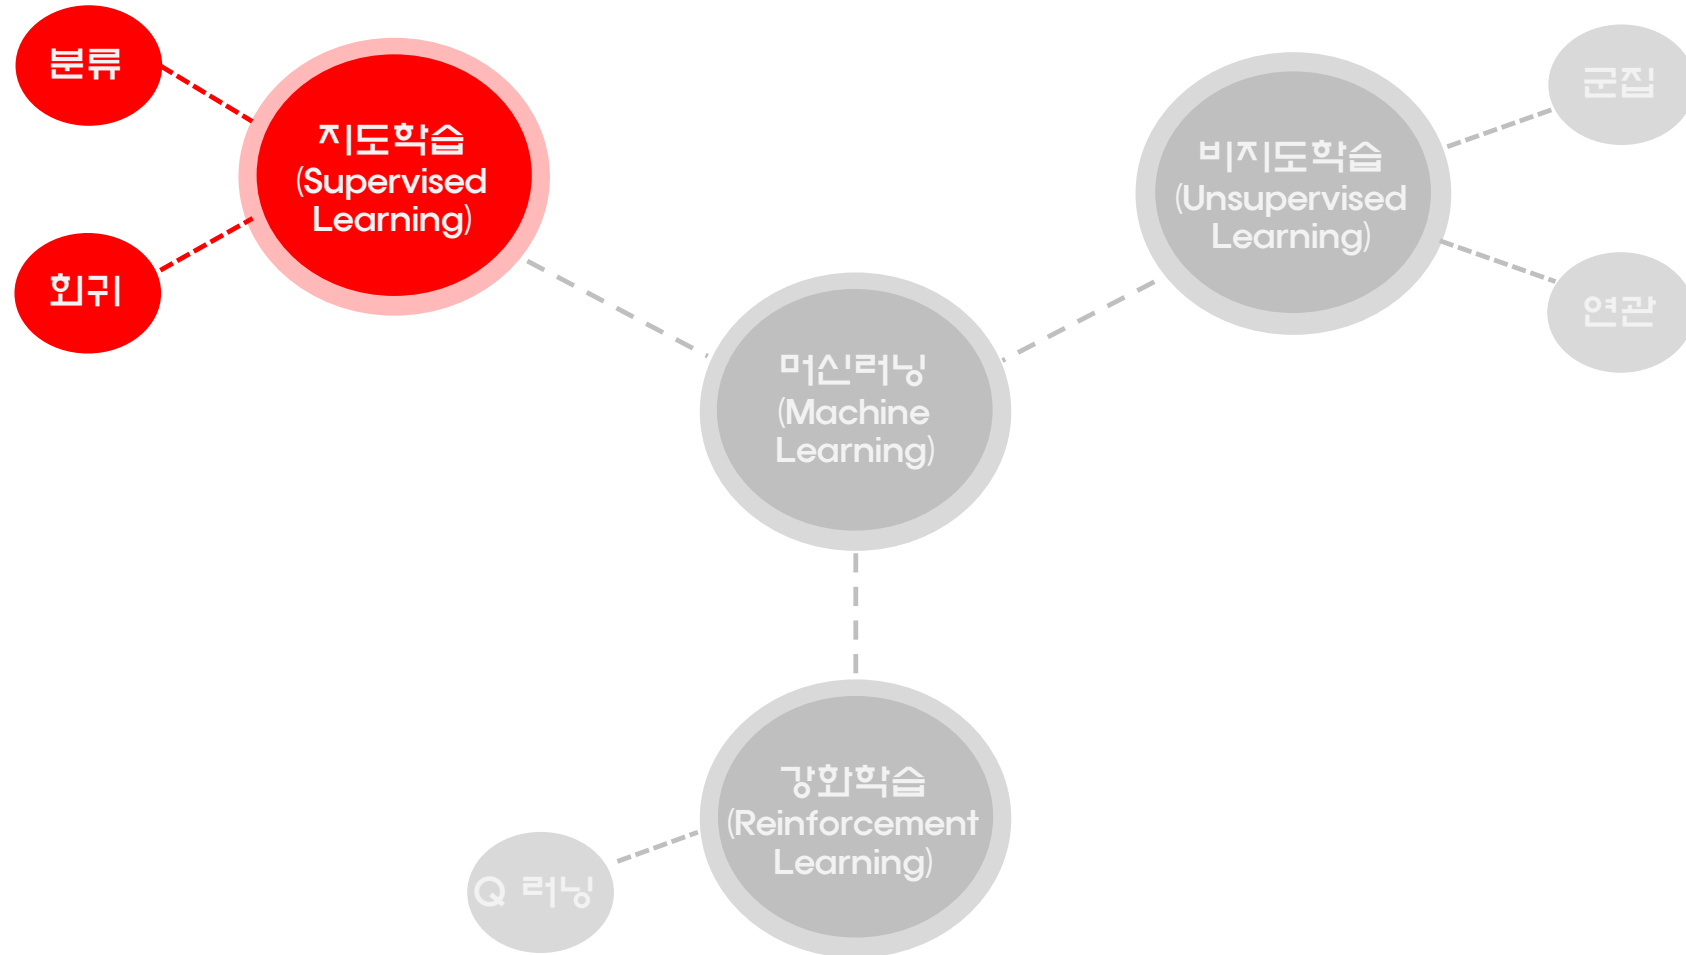 분류
지도학습
(Supervised
Learning)
회귀
비지도학습
(Unsupervised
Learning)
군집
연관
머신러닝
(Machine
Learning)
강화학습
(Reinforcement
Learning)
Q 러닝